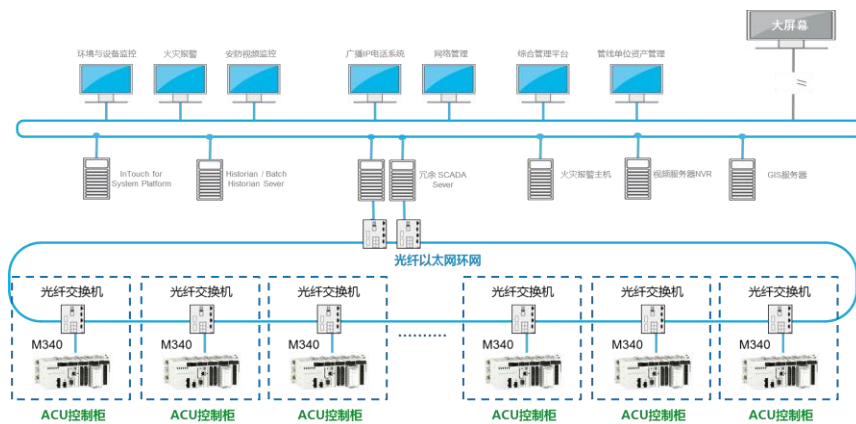 大屏幕
环境与设备监控
火灾报警
安防视频监控
广播IP电话系统
网络管理
综合管理平台
管线单位资产管理
InTouch for
System Platform
Historian / Batch
Historian Sever
冗余 SCADA
Sever
火灾报警主机
视频服务器NVR
GIS服务器
光纤以太网环网
光纤交换机
光纤交换机
光纤交换机
光纤交换机
光纤交换机
光纤交换机
M340
M340
M340
M340
M340
M340
ACU控制柜
ACU控制柜
ACU控制柜
ACU控制柜
ACU控制柜
ACU控制柜